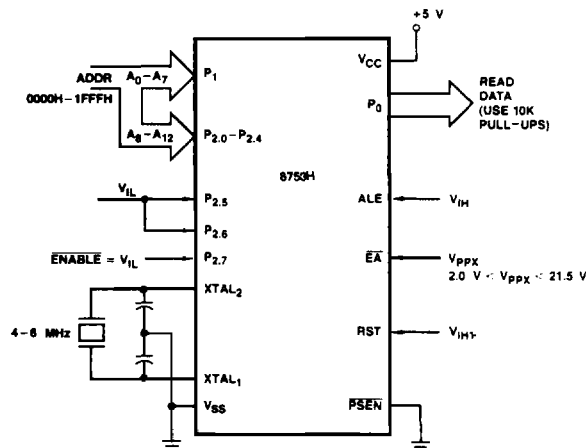 +5 V
VCC
ADDR
0000H-1FFFH
A0-A7
P1
A8-A12
P2.0-P2.4
P0
READ
DATA
(USE 10K
PULL-UPS)
8753H
VIL
P2.5
P2.6
ENABLE = VIL
P2.7
ALE
VIH
EA
VPPX
2.0 V < VPPX < 21.5 V
XTAL2
4-6 MHz
XTAL1
RST
VIH1
VSS
PSEN